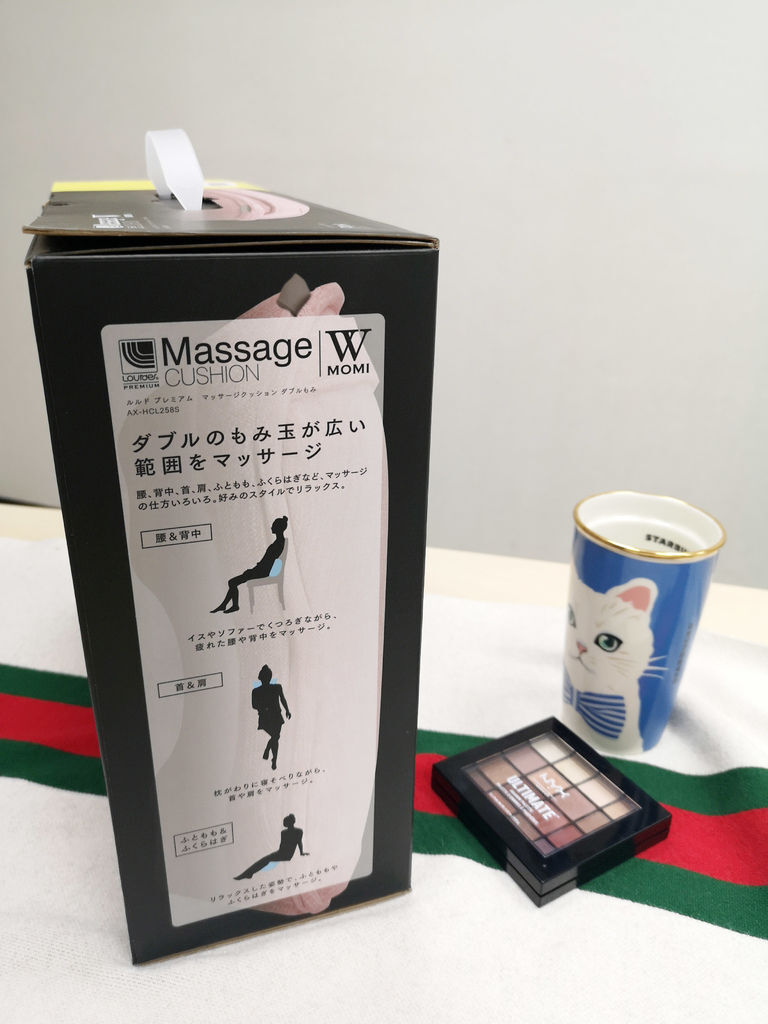 Massage
Lourdes
PREMIUM
Massage
CUSHION
W
MOMI
ルルド プレミアム マッサージクッション ダブルもみ
AX-HCL258S
ダブルのもみ玉が広い
範囲をマッサージ
腰、背中、首、肩、ふともも、ふくらはぎなど、マッサージ
の仕方いろいろ。好みのスタイルでリラックス。
腰&背中
イスやソファーでくつろぎながら、
疲れた腰や背中をマッサージ。
首&肩
枕がわりに寝そべりながら、
首や肩をマッサージ。
ふともも&
ふくらはぎ
リラックスした姿勢で、ふとももや
ふくらはぎをマッサージ。
NYX
ULTIMATE